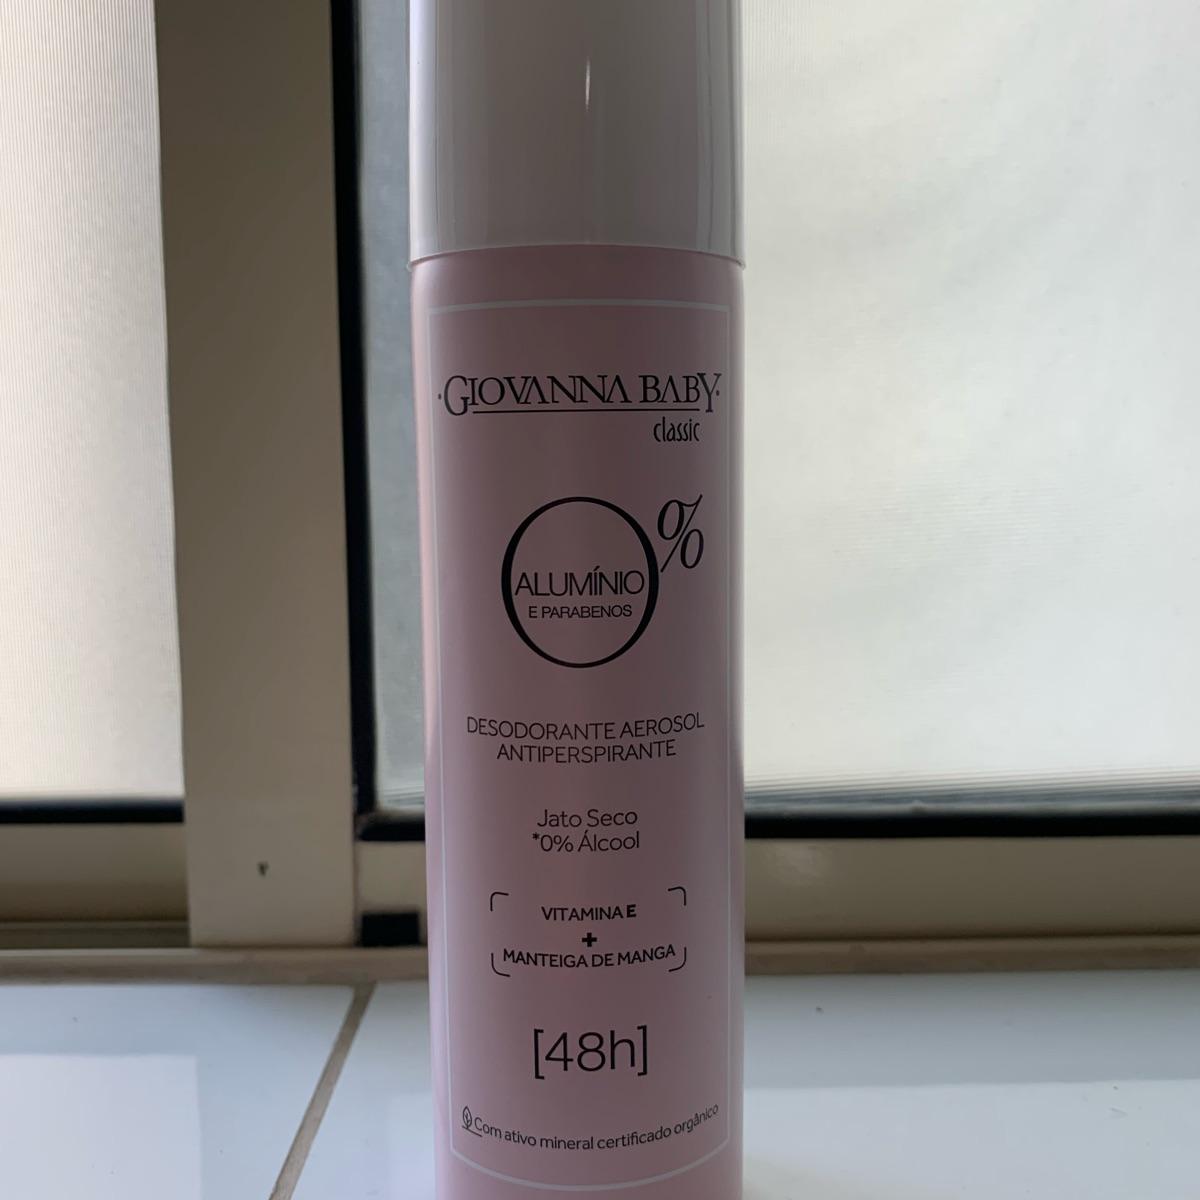 ·GIOVANNA BABY·
classic
0%
ALUMÍNIO
E PARABENOS
DESODORANTE AEROSOL
ANTIPERSPIRANTE
Jato Seco
*0% Álcool
VITAMINA E
+
MANTEIGA DE MANGA
[48h]
Com ativo mineral certificado orgânico